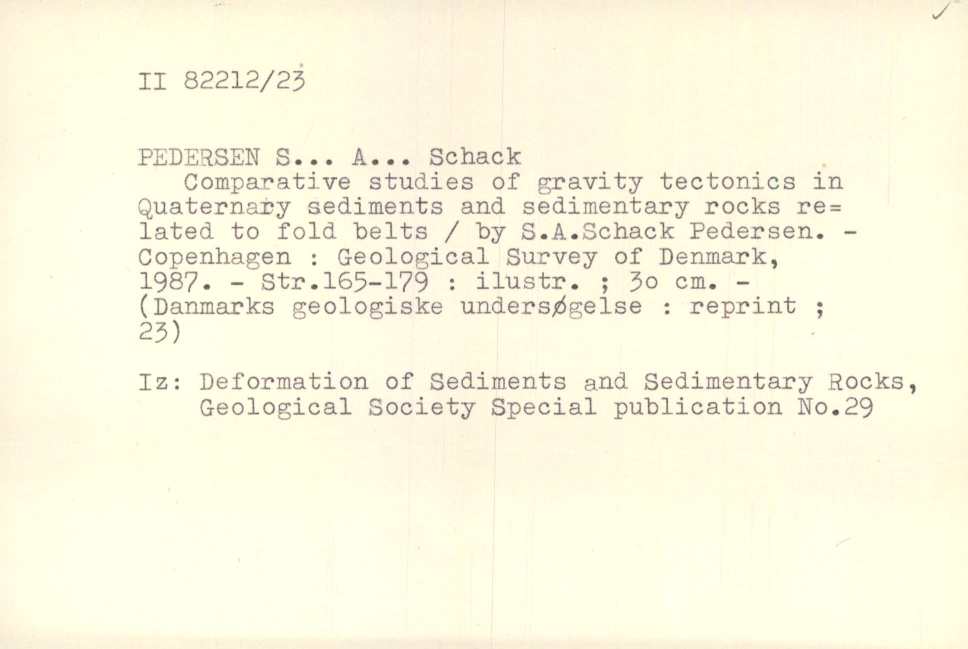 II 82212/23
PEDERSEN S... A... Schack
Comparative studies of gravity tectonics in
Quaternary sediments and sedimentary rocks re=
lated to fold belts / by S.A.Schack Pedersen. -
Copenhagen : Geological Survey of Denmark,
1987. - Str.165-179 : ilustr. ; 3o cm. -
(Danmarks geologiske undersøgelse : reprint ;
23)
Iz: Deformation of Sediments and Sedimentary Rocks,
Geological Society Special publication No.29